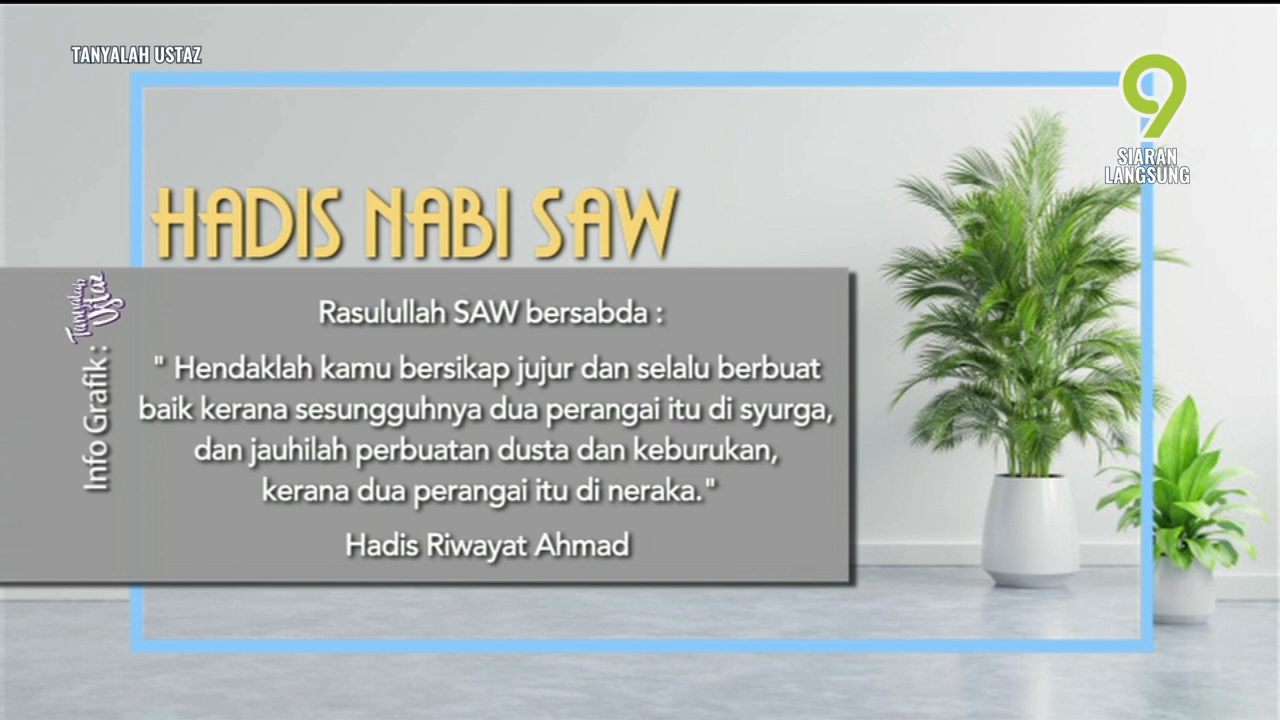 TANYALAH USTAZ
9
SIARAN
LANGSUNG
HADIS NABI SAW
Info Grafik : Tanyalah Ustaz
Rasulullah SAW bersabda :
" Hendaklah kamu bersikap jujur dan selalu berbuat
baik kerana sesungguhnya dua perangai itu di syurga,
dan jauhilah perbuatan dusta dan keburukan,
kerana dua perangai itu di neraka."
Hadis Riwayat Ahmad